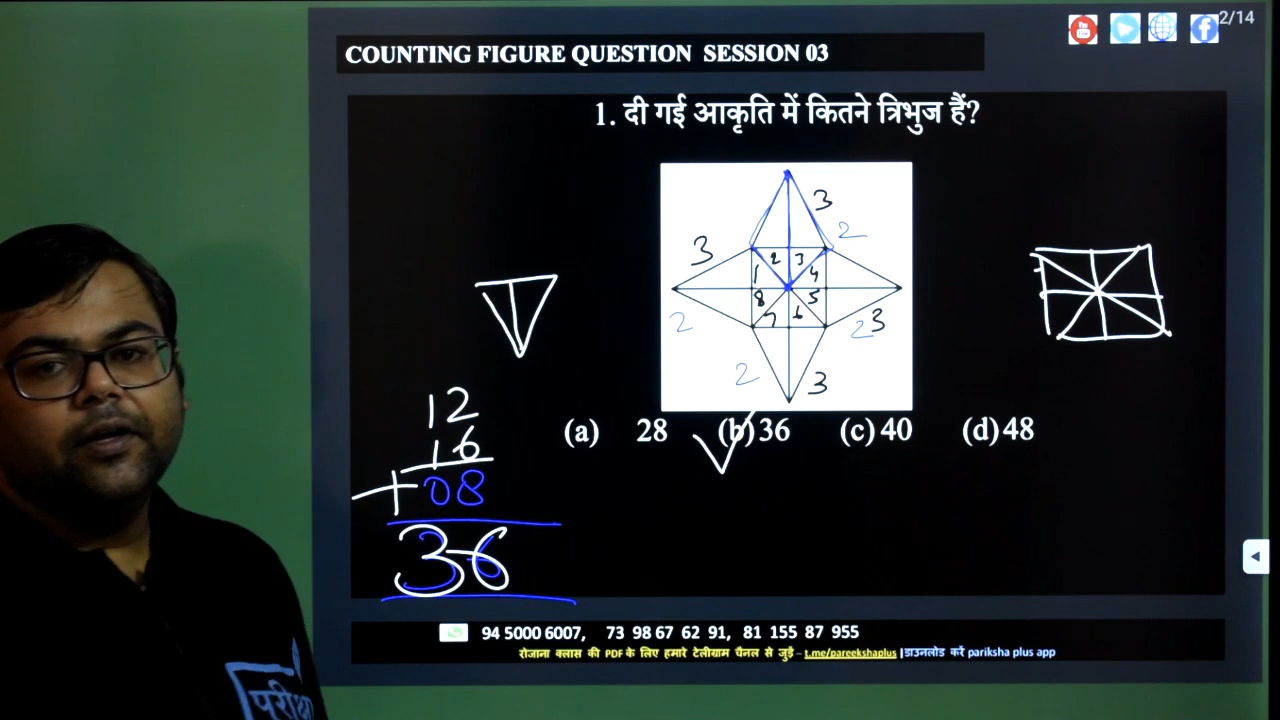 2/14
COUNTING FIGURE QUESTION SESSION 03
1. दी गई आकृति में कितने त्रिभुज हैं?
3
2
3
2 3
1 4
8 5
7 6
2
2 3
2
3
12
16
+ 08
36
(a) 28 (b) 36 (c) 40 (d) 48
94 5000 6007, 73 98 67 62 91, 81 155 87 955
रोजाना क्लास की PDF के लिए हमारे टेलीग्राम चैनल से जुड़ें – t.me/pareekshaplus | डाउनलोड करें pariksha plus app
परीक्षा